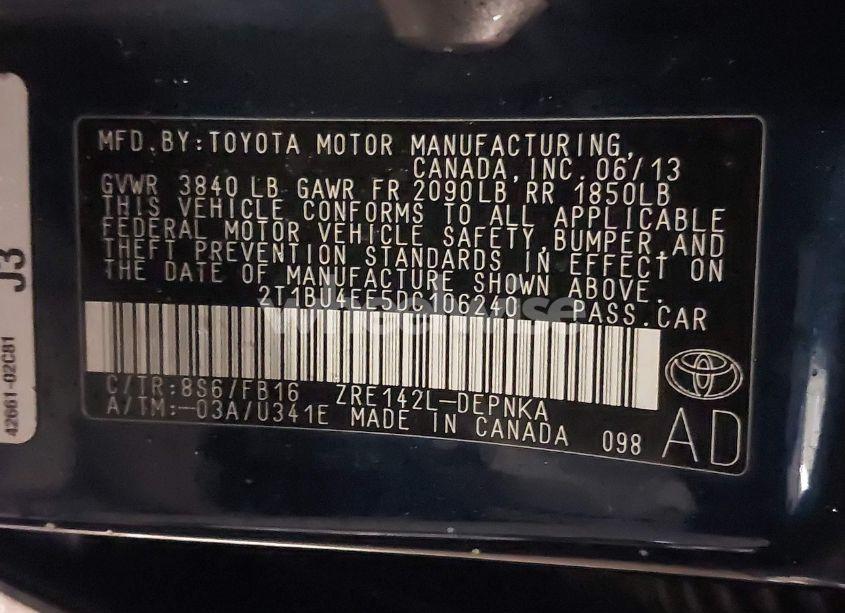 MFD.BY:TOYOTA MOTOR MANUFACTURING,
CANADA,INC. 06/13
GVWR 3840 LB GAWR FR 2090LB RR 1850LB
THIS VEHICLE CONFORMS TO ALL APPLICABLE
FEDERAL MOTOR VEHICLE SAFETY,BUMPER,AND
THEFT PREVENTION STANDARDS IN EFFECT ON
THE DATE OF MANUFACTURE SHOWN ABOVE.
2T1BU4EE5DC106240 PASS.CAR
C/TR:8S6/FB16 ZRE142L-DEPNKA
A/TM:-03A/U341E MADE IN CANADA 098
AD
J3
42661-02C81